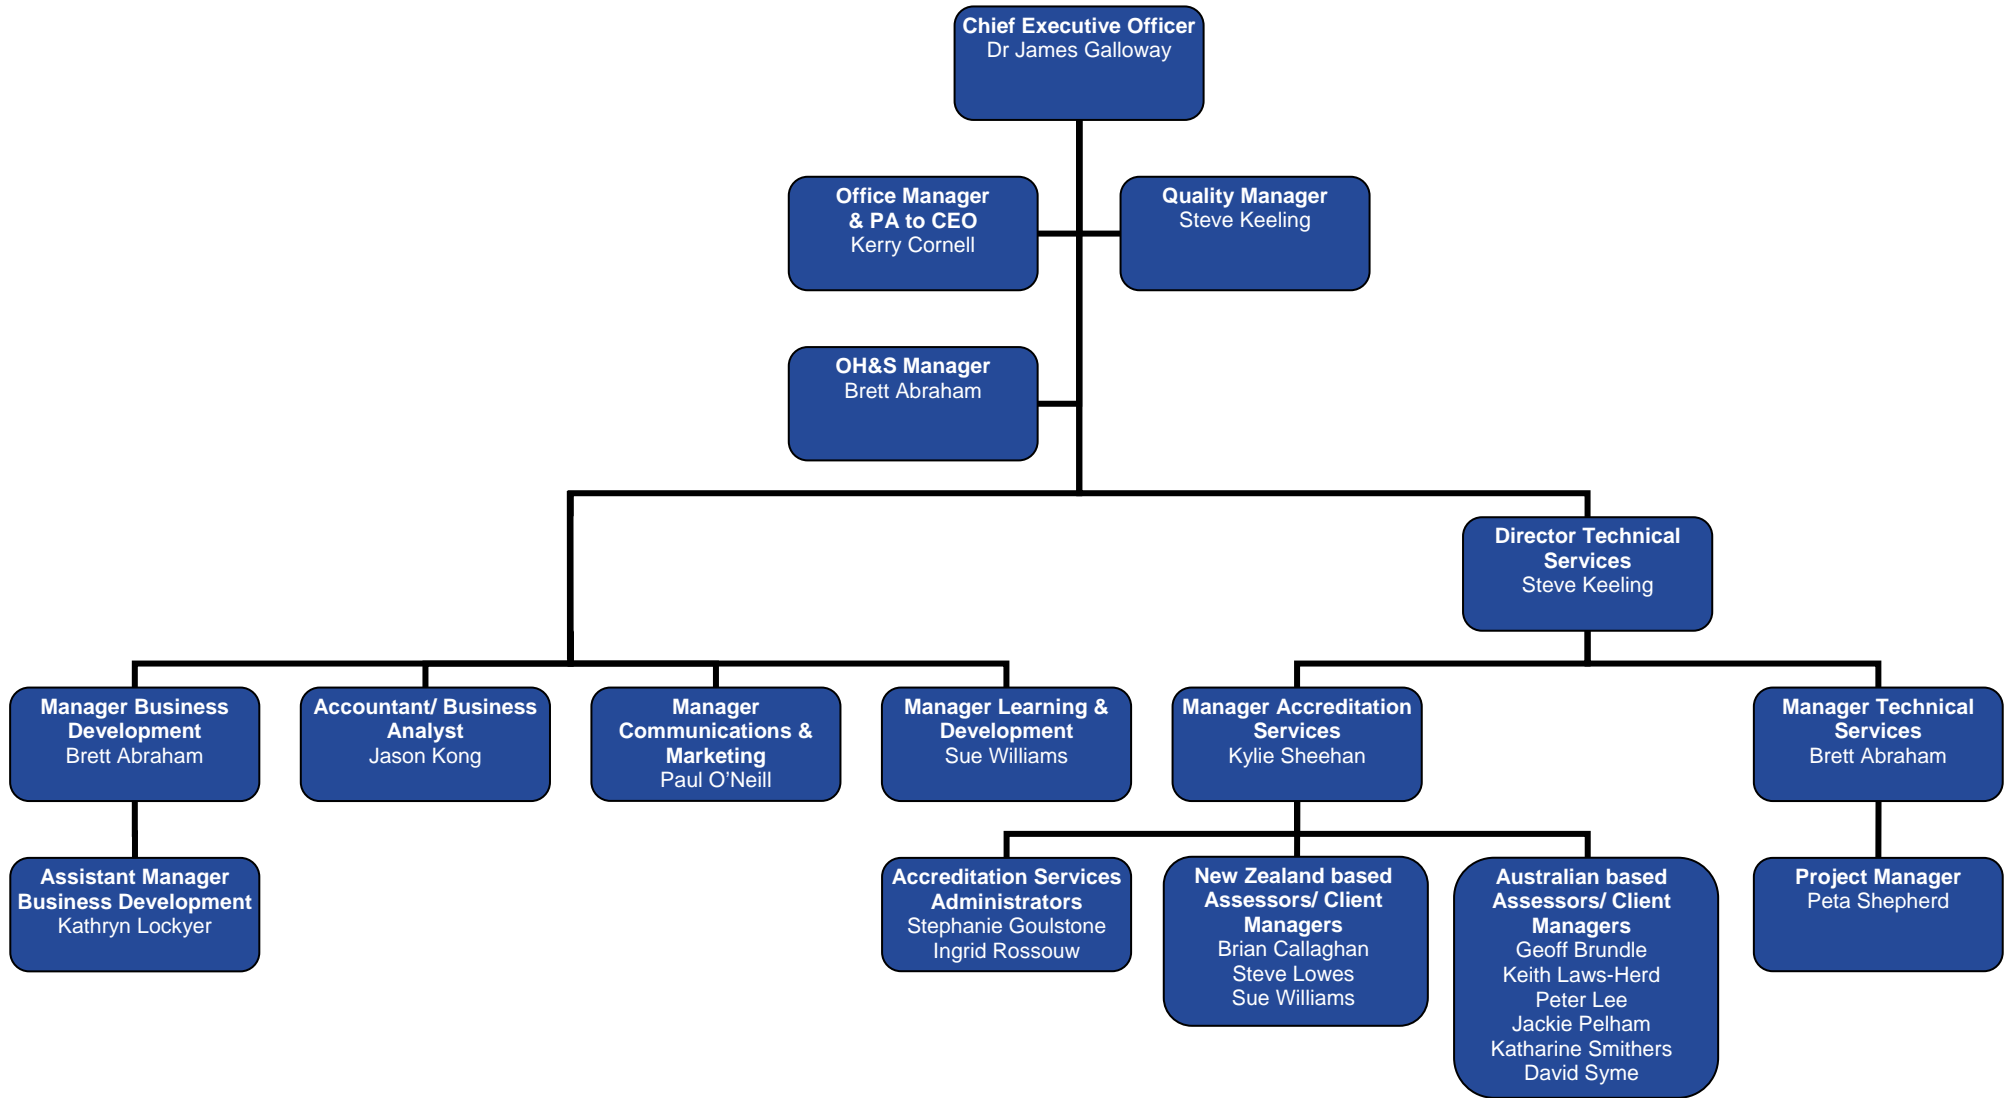 Chief Executive Officer
Dr James Galloway
Office Manager
& PA to CEO
Kerry Cornell
Quality Manager
Steve Keeling
OH&S Manager
Brett Abraham
Director Technical
Services
Steve Keeling
Manager Business
Development
Brett Abraham
Accountant/ Business
Analyst
Jason Kong
Manager
Communications &
Marketing
Paul O’Neill
Manager Learning &
Development
Sue Williams
Manager Accreditation
Services
Kylie Sheehan
Manager Technical
Services
Brett Abraham
Assistant Manager
Business Development
Kathryn Lockyer
Accreditation Services
Administrators
Stephanie Goulstone
Ingrid Rossouw
New Zealand based
Assessors/ Client
Managers
Brian Callaghan
Steve Lowes
Sue Williams
Australian based
Assessors/ Client
Managers
Geoff Brundle
Keith Laws-Herd
Peter Lee
Jackie Pelham
Katharine Smithers
David Syme
Project Manager
Peta Shepherd